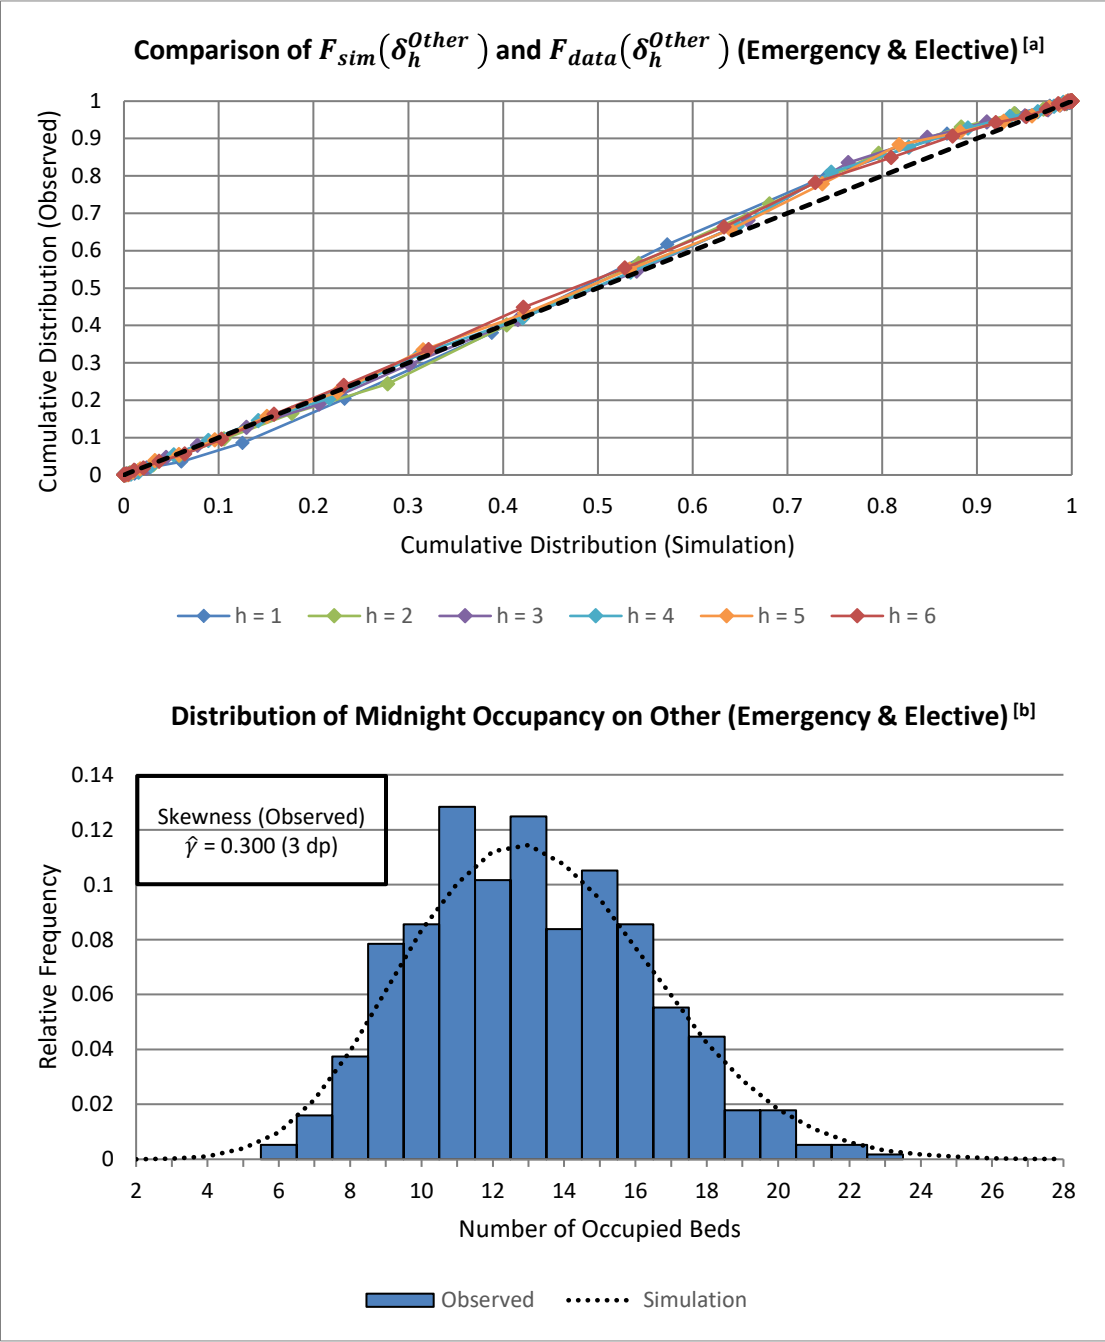 Comparison of F_sim(δ_h^Other) and F_data(δ_h^Other) (Emergency & Elective) [a]
Cumulative Distribution (Observed)
1
0.9
0.8
0.7
0.6
0.5
0.4
0.3
0.2
0.1
0
0 0.1 0.2 0.3 0.4 0.5 0.6 0.7 0.8 0.9 1
Cumulative Distribution (Simulation)
h = 1 h = 2 h = 3 h = 4 h = 5 h = 6
Distribution of Midnight Occupancy on Other (Emergency & Elective) [b]
Relative Frequency
0.14
0.12
0.1
0.08
0.06
0.04
0.02
0
Skewness (Observed)
γ̂ = 0.300 (3 dp)
2 4 6 8 10 12 14 16 18 20 22 24 26 28
Number of Occupied Beds
Observed Simulation